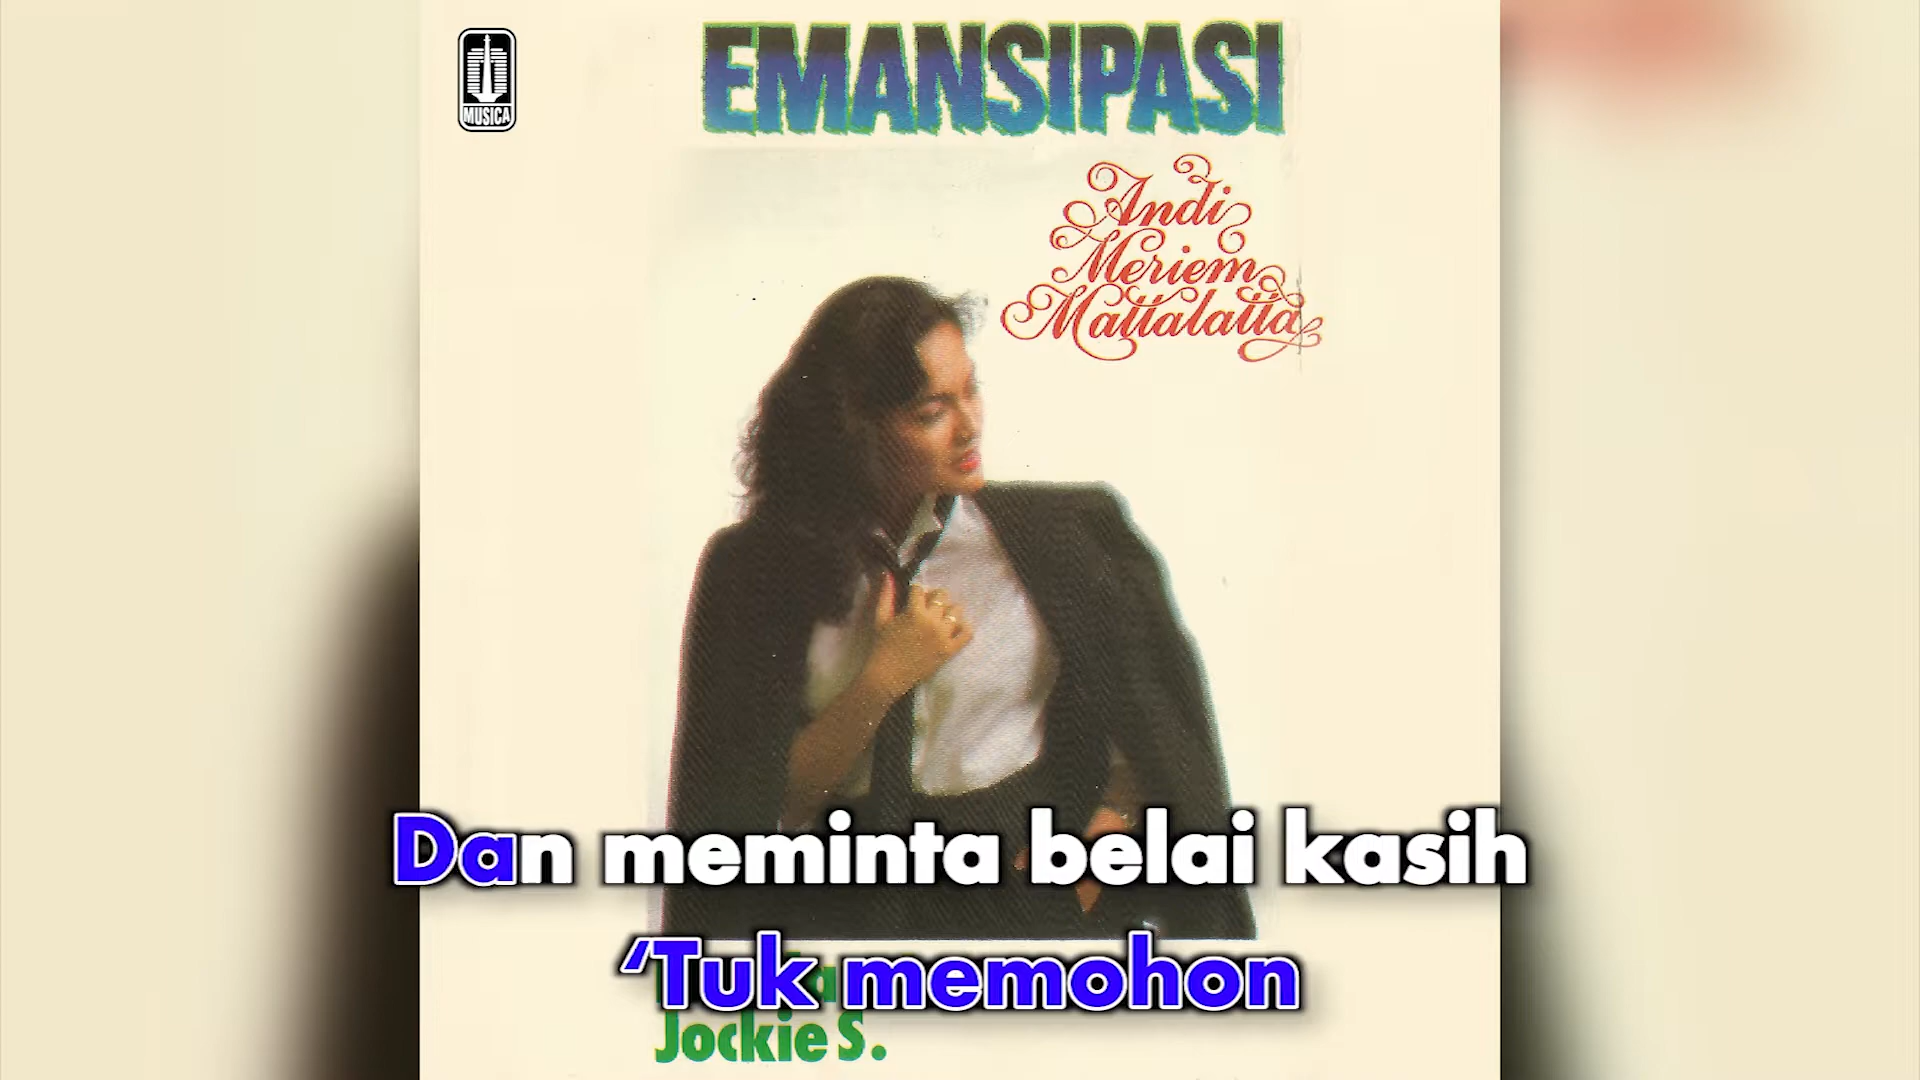 MUSICA
EMANSIPASI
Andi
Meriem
Mattalatta
Dan meminta belai kasih
‘Tuk memohon
Jockie S.